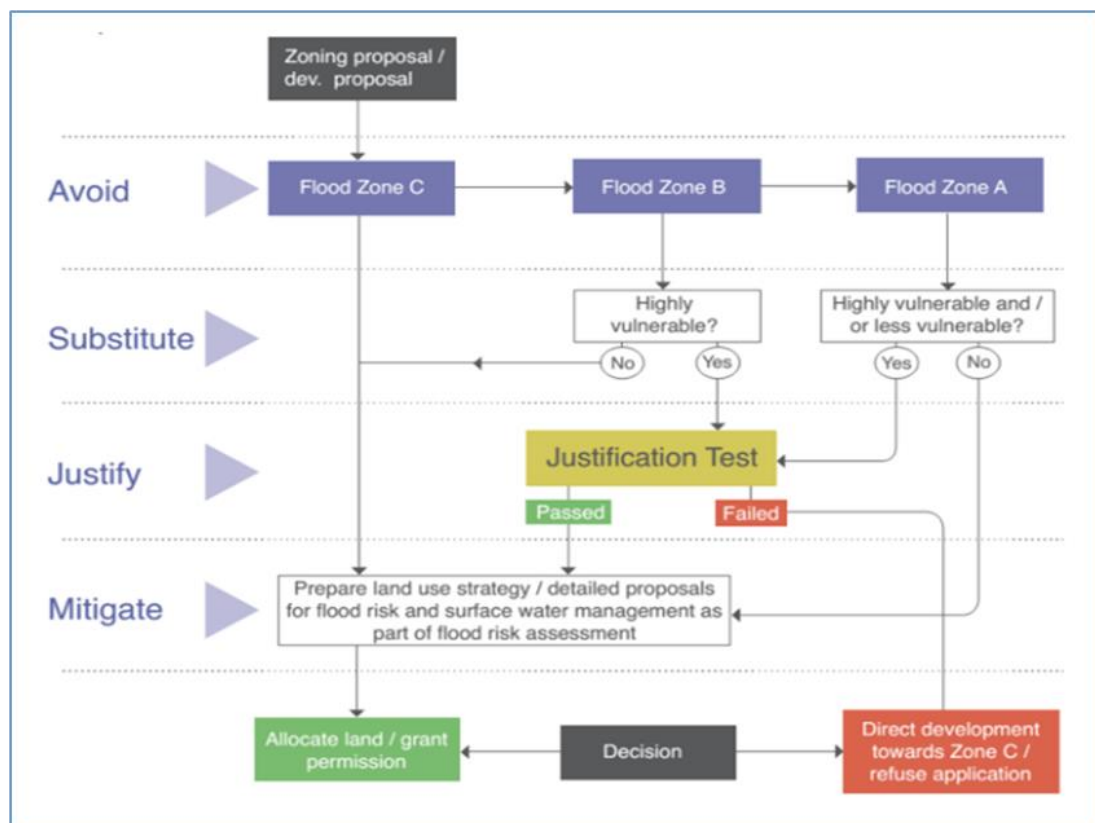 Zoning proposal /
dev. proposal
Avoid
Flood Zone C
Flood Zone B
Flood Zone A
Substitute
Highly
vulnerable?
Highly vulnerable and /
or less vulnerable?
No
Yes
Yes
No
Justify
Justification Test
Passed
Failed
Mitigate
Prepare land use strategy / detailed proposals
for flood risk and surface water management as
part of flood risk assessment
Allocate land / grant
permission
Decision
Direct development
towards Zone C /
refuse application